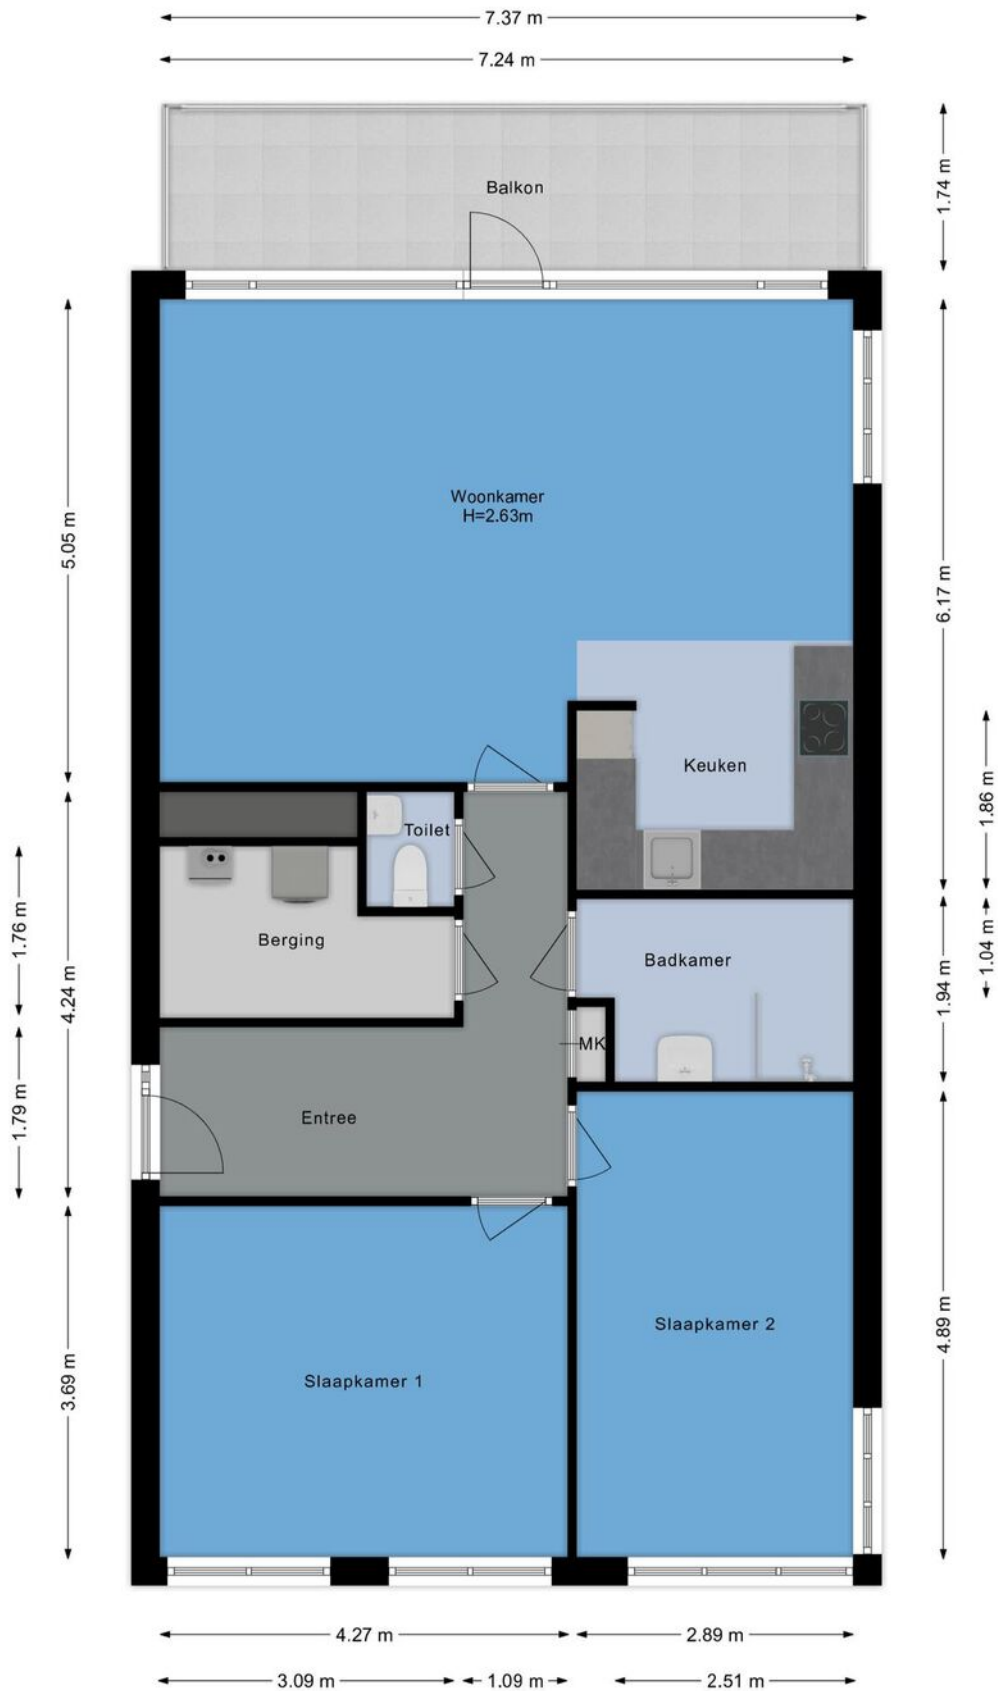 7.37 m
7.24 m
Balkon
1.74 m
Woonkamer
H=2.63m
5.05 m
6.17 m
Keuken
1.86 m
Toilet
Berging
1.76 m
4.24 m
Badkamer
1.04 m
1.94 m
MK
1.79 m
Entree
Slaapkamer 2
4.89 m
Slaapkamer 1
3.69 m
4.27 m
2.89 m
3.09 m
1.09 m
2.51 m